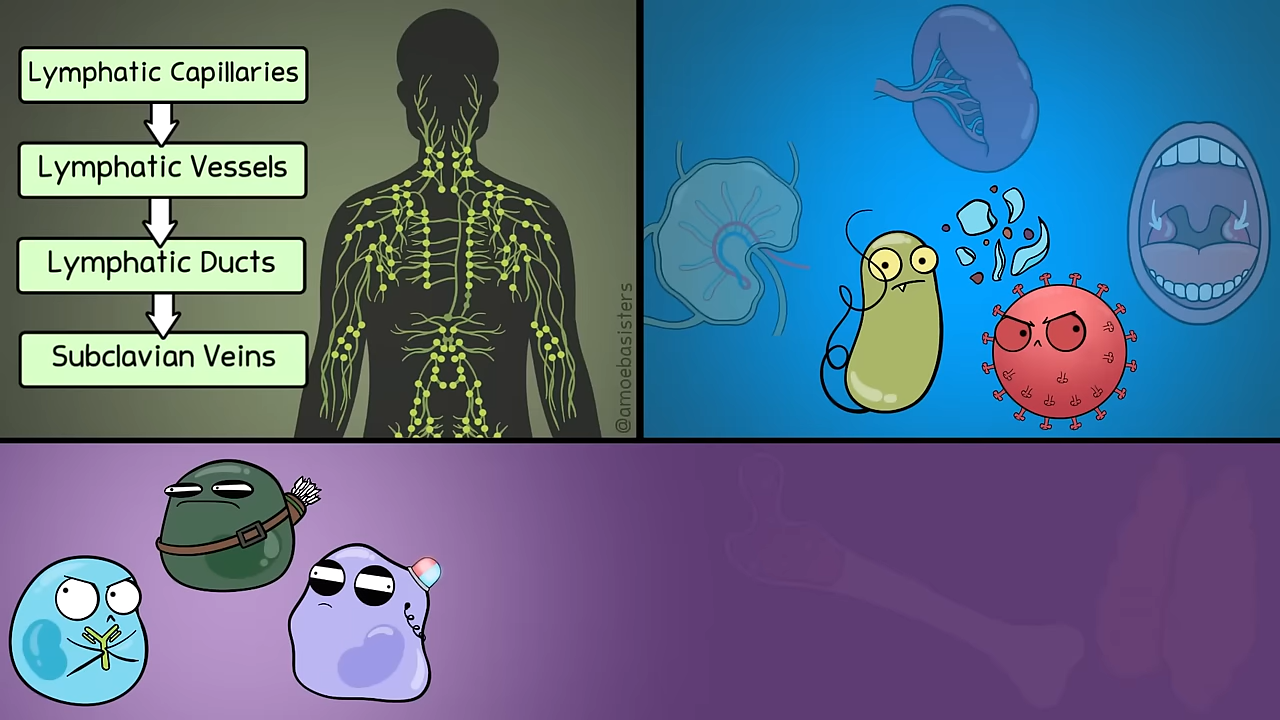 Lymphatic Capillaries
Lymphatic Vessels
Lymphatic Ducts
Subclavian Veins
@amoebasisters